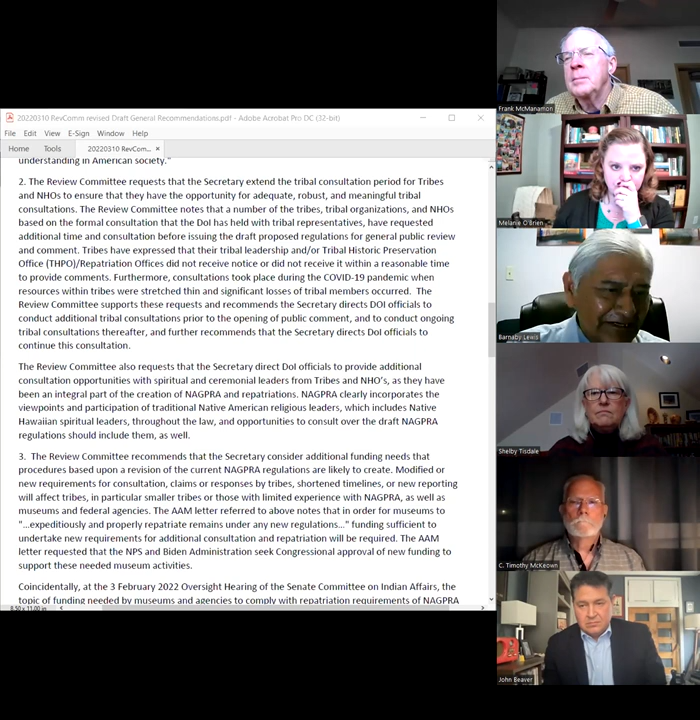 20220310 RevComm revised Draft General Recommendations.pdf - Adobe Acrobat Pro DC (32-bit)
File Edit View E-Sign Window Help
Home Tools 20220310 RevCom... ×
understanding in American society."
2. The Review Committee requests that the Secretary extend the tribal consultation period for Tribes
and NHOs to ensure that they have the opportunity for adequate, robust, and meaningful tribal
consultations. The Review Committee notes that a number of the tribes, tribal organizations, and NHOs
based on the formal consultation that the DoI has held with tribal representatives, have requested
additional time and consultation before issuing the draft proposed regulations for general public review
and comment. Tribes have expressed that their tribal leadership and/or Tribal Historic Preservation
Office (THPO)/Repatriation Offices did not receive notice or did not receive it within a reasonable time
to provide comments. Furthermore, consultations took place during the COVID-19 pandemic when
resources within tribes were stretched thin and significant losses of tribal members occurred. The
Review Committee supports these requests and recommends the Secretary directs DOI officials to
conduct additional tribal consultations prior to the opening of public comment, and to conduct ongoing
tribal consultations thereafter, and further recommends that the Secretary directs DoI officials to
continue this consultation.
The Review Committee also requests that the Secretary direct DoI officials to provide additional
consultation opportunities with spiritual and ceremonial leaders from Tribes and NHO's, as they have
been an integral part of the creation of NAGPRA and repatriations. NAGPRA clearly incorporates the
viewpoints and participation of traditional Native American religious leaders, which includes Native
Hawaiian spiritual leaders, throughout the law, and opportunities to consult over the draft NAGPRA
regulations should include them, as well.
3. The Review Committee recommends that the Secretary consider additional funding needs that
procedures based upon a revision of the current NAGPRA regulations are likely to create. Modified or
new requirements for consultation, claims or responses by tribes, shortened timelines, or new reporting
will affect tribes, in particular smaller tribes or those with limited experience with NAGPRA, as well as
museums and federal agencies. The AAM letter referred to above notes that in order for museums to
"...expeditiously and properly repatriate remains under any new regulations..." funding sufficient to
undertake new requirements for additional consultation and repatriation will be required. The AAM
letter requested that the NPS and Biden Administration seek Congressional approval of new funding to
support these needed museum activities.
Coincidentally, at the 3 February 2022 Oversight Hearing of the Senate Committee on Indian Affairs, the
topic of funding needed by museums and agencies to comply with repatriation requirements of NAGPRA
8.50 x 11.00 in
Frank McManamon
Melanie O'Brien
Barnaby Lewis
Shelby Tisdale
C. Timothy McKeown
John Beaver